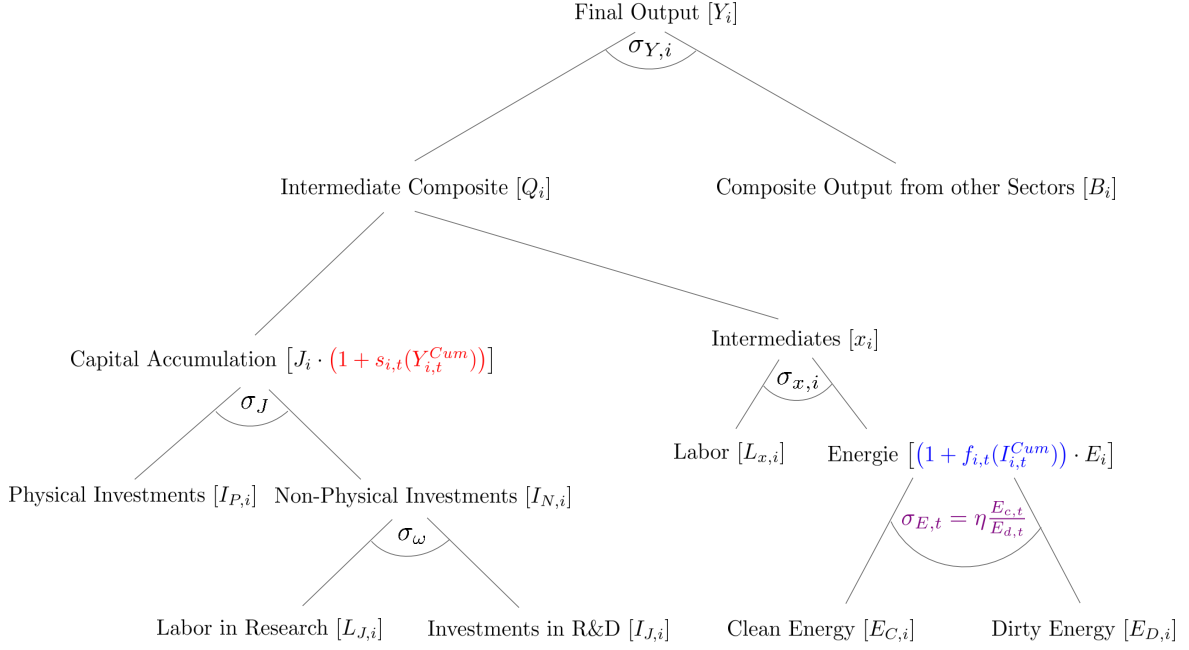 Final Output [Y_i]
σ_{Y,i}
Intermediate Composite [Q_i]
Composite Output from other Sectors [B_i]
Intermediates [x_i]
Capital Accumulation [J_i · (1 + s_{i,t}(Y_{i,t}^{Cum}))]
σ_{x,i}
σ_J
Labor [L_{x,i}]
Energie [(1 + f_{i,t}(I_{i,t}^{Cum})) · E_i]
Physical Investments [I_{P,i}]
Non-Physical Investments [I_{N,i}]
σ_{E,t} = η \frac{E_{c,t}}{E_{d,t}}
σ_ω
Labor in Research [L_{J,i}]
Investments in R&D [I_{J,i}]
Clean Energy [E_{C,i}]
Dirty Energy [E_{D,i}]